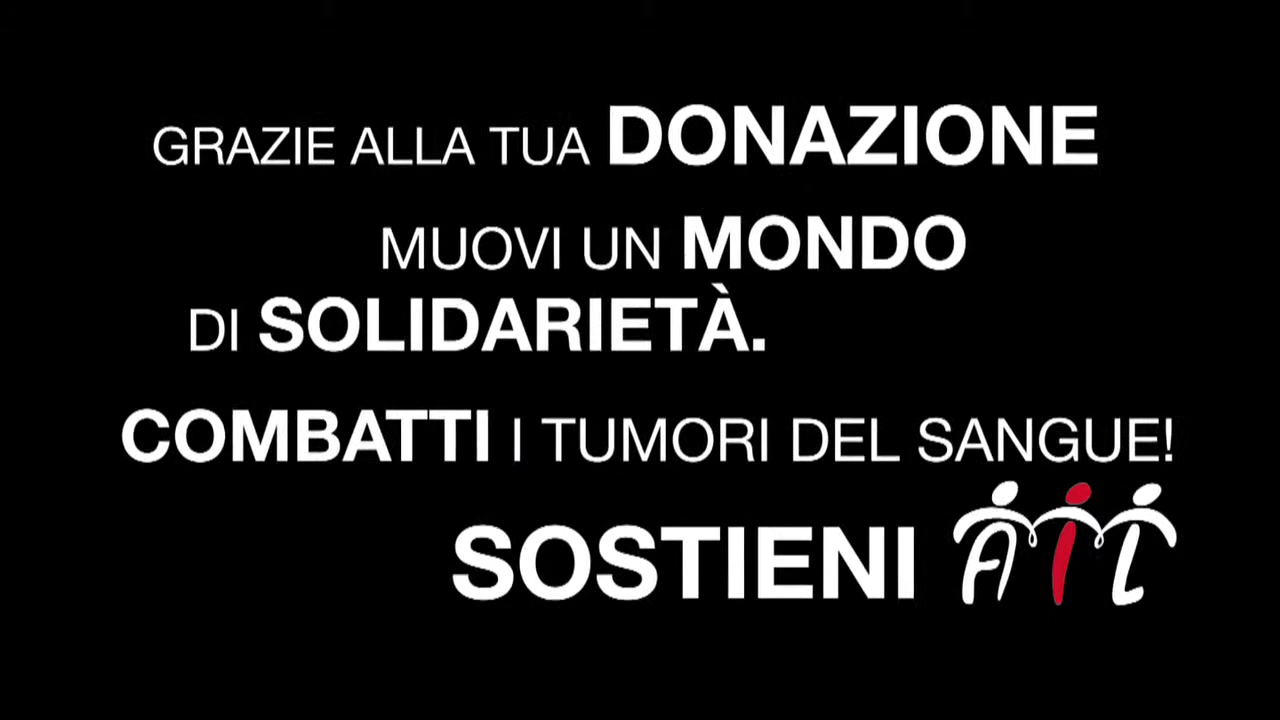 GRAZIE ALLA TUA DONAZIONE
MUOVI UN MONDO
DI SOLIDARIETÀ.
COMBATTI I TUMORI DEL SANGUE!
SOSTIENI AIL